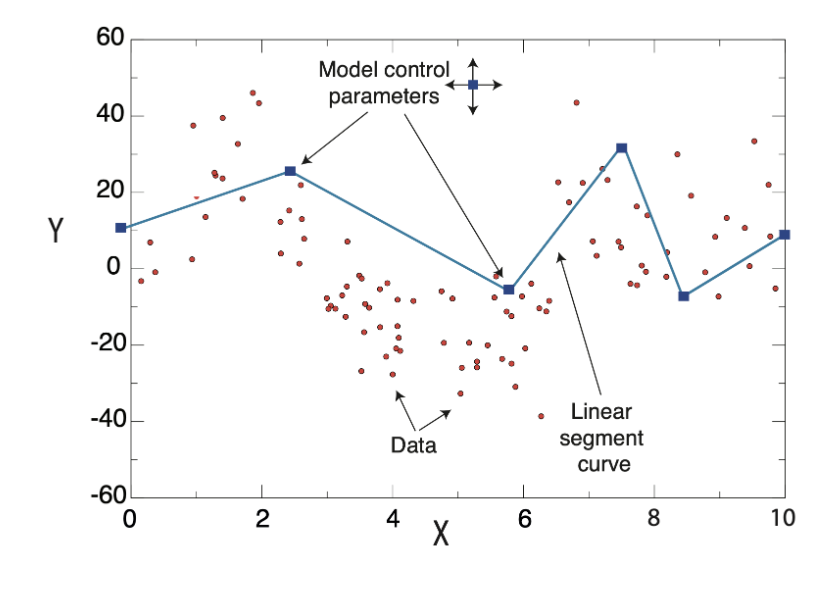 60
40
20
0
-20
-40
-60
Y
Model control
parameters
Data
Linear
segment
curve
0 2 4 6 8 10
X